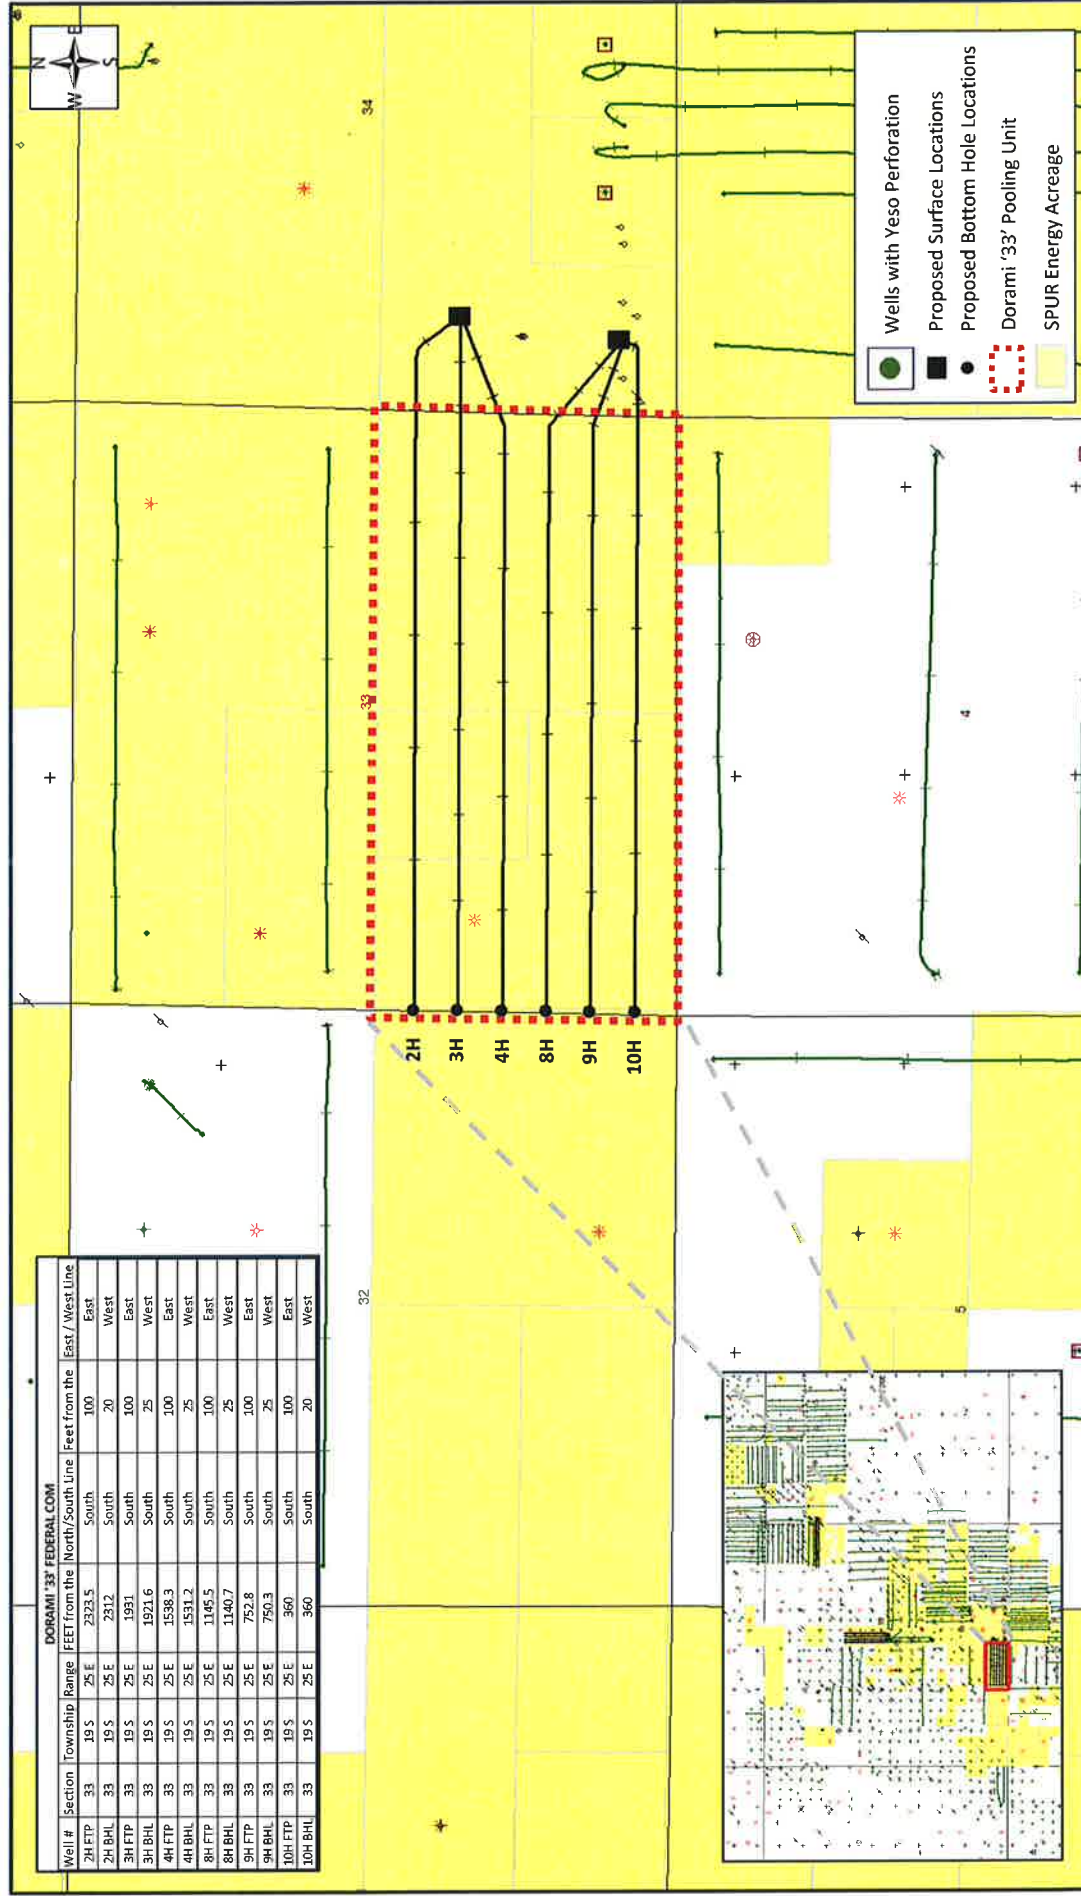 DORAMI '33' FEDERAL COM
Well # Section Township Range FEET from the North/South Line Feet from the East / West Line
2H FTP 33 19 S 25 E 2323.5 South 100 East
2H BHL 33 19 S 25 E 2312 South 20 West
3H FTP 33 19 S 25 E 1931 South 100 East
3H BHL 33 19 S 25 E 1921.6 South 25 West
4H FTP 33 19 S 25 E 1538.3 South 100 East
4H BHL 33 19 S 25 E 1531.2 South 25 West
8H FTP 33 19 S 25 E 1145.5 South 100 East
8H BHL 33 19 S 25 E 1140.7 South 25 West
9H FTP 33 19 S 25 E 752.8 South 100 East
9H BHL 33 19 S 25 E 750.3 South 25 West
10H FTP 33 19 S 25 E 360 South 100 East
10H BHL 33 19 S 25 E 360 South 20 West
N
W E
S
32
33
34
2H
3H
4H
8H
9H
10H
5
4
Wells with Yeso Perforation
Proposed Surface Locations
Proposed Bottom Hole Locations
Dorami '33' Pooling Unit
SPUR Energy Acreage